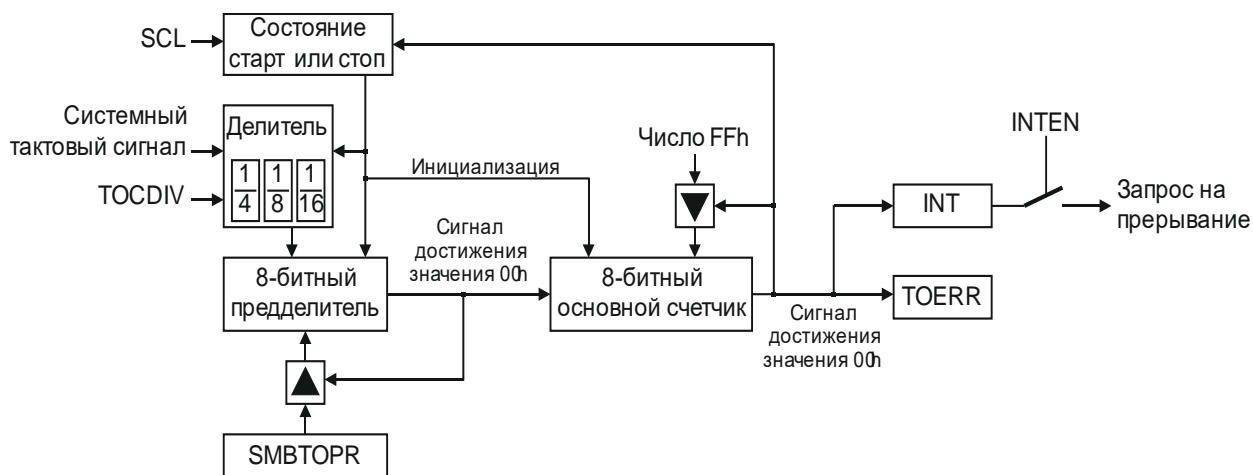 SCL
Состояние
старт или стоп
Системный
тактовый сигнал
TOCDIV
Делитель
1
4
1
8
1
16
Инициализация
Число FFh
INTEN
INT
Запрос на
прерывание
8-битный
предделитель
Сигнал
достижения
значения 00h
8-битный
основной счетчик
TOERR
Сигнал
достижения
значения 00h
SMBTOPR